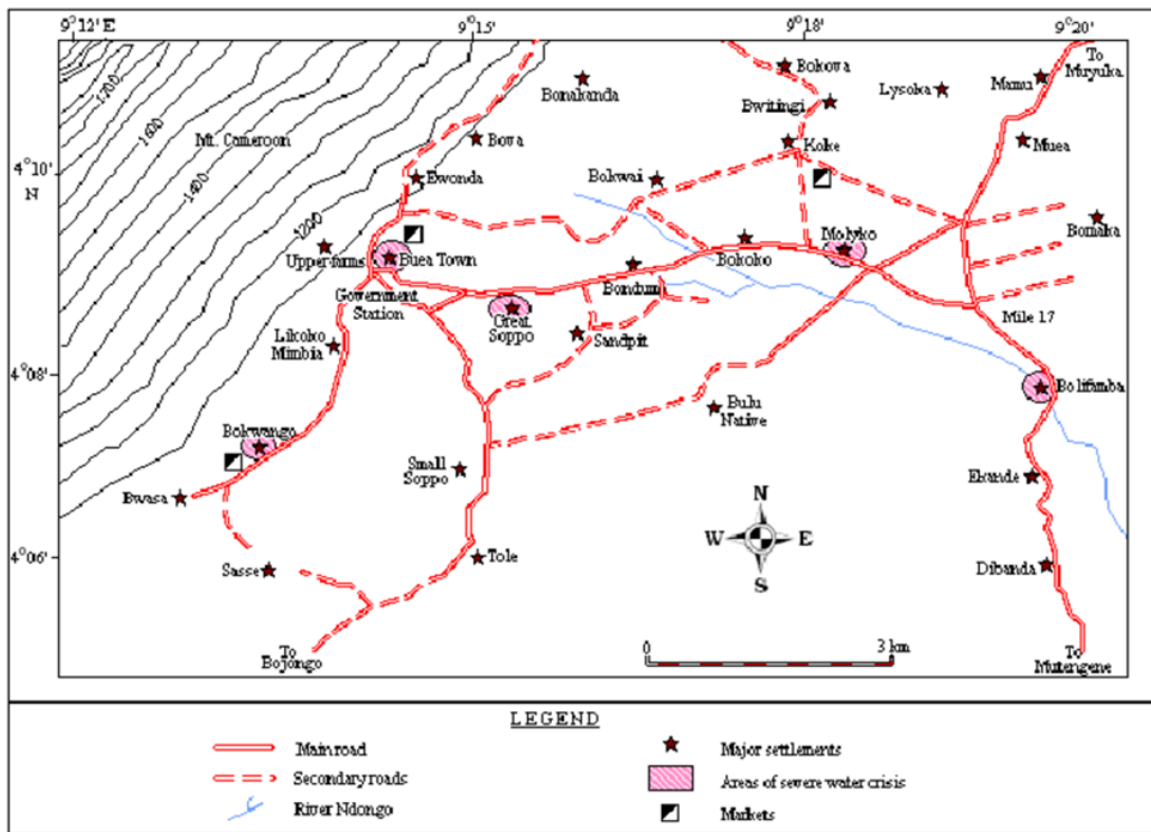 9°12' E
9°15'
9°18'
9°20'
To
Muyuka
Bokova
Mamu
Lysoka
Bonakanda
Bwitingi
1700
1600
Mt. Cameroon
Bova
Koke
Muea
4°10'
N
Ewonda
Bokwai
1400
1200
Bomaka
Molyko
Upper farms
Buea Town
Bokoko
Government
Station
Bondum
Great
Soppo
Sandpit
Mile 17
Likoko
Mimbia
4°08'
Bolifamba
Bulu
Native
Bokwango
Small
Soppo
Ekande
Bwasa
N
W
E
S
4°06'
Tole
Sasse
Dibanda
0
3 km
To
Bojongo
To
Mutengene
LEGEND
Main road
Major settlements
Secondary roads
Areas of severe water crisis
River Ndongo
Markets